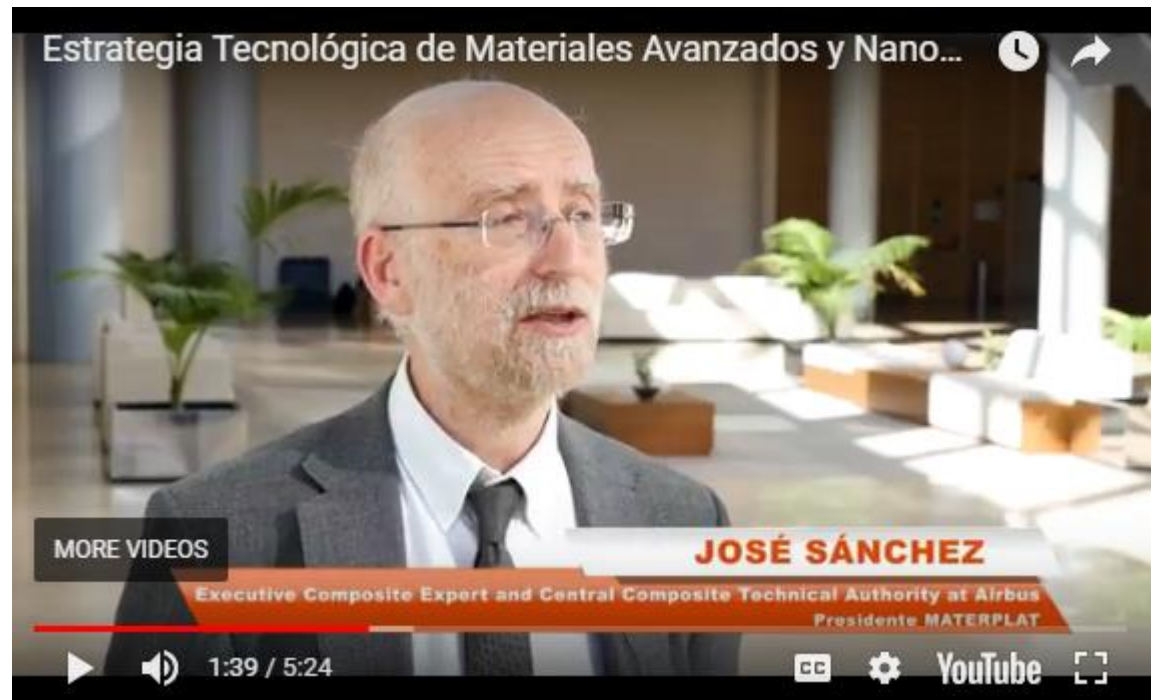 Estrategia Tecnológica de Materiales Avanzados y Nano...
MORE VIDEOS
JOSÉ SÁNCHEZ
Executive Composite Expert and Central Composite Technical Authority at Airbus
Presidente MATERPLAT
1:39 / 5:24
CC
YouTube